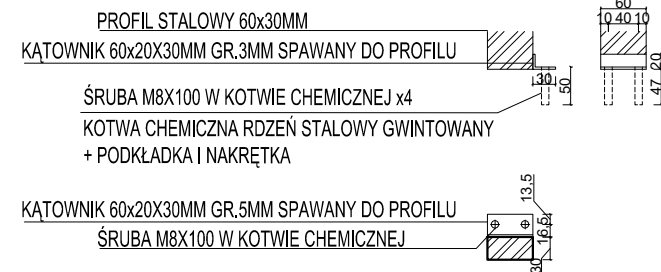 PROFIL STALOWY 60x30MM
KĄTOWNIK 60x20X30MM GR.3MM SPAWANY DO PROFILU
ŚRUBA M8X100 W KOTWIE CHEMICZNEJ x4
KOTWA CHEMICZNA RDZEŃ STALOWY GWINTOWANY
+ PODKŁADKA I NAKRĘTKA
30
50
60
10 40 10
20
47
KĄTOWNIK 60x20X30MM GR.5MM SPAWANY DO PROFILU
ŚRUBA M8X100 W KOTWIE CHEMICZNEJ
13,5
16,5
30